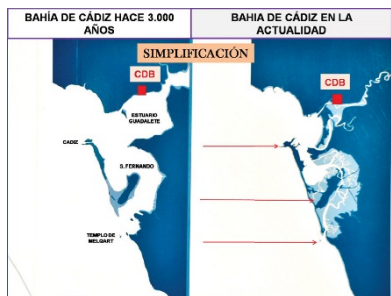 BAHÍA DE CÁDIZ HACE 3.000
AÑOS
BAHIA DE CÁDIZ EN LA
ACTUALIDAD
SIMPLIFICACIÓN
CDB
ESTUARIO
GUADALETE
CADIZ
S. FERNANDO
TEMPLO DE
MELQART
CDB